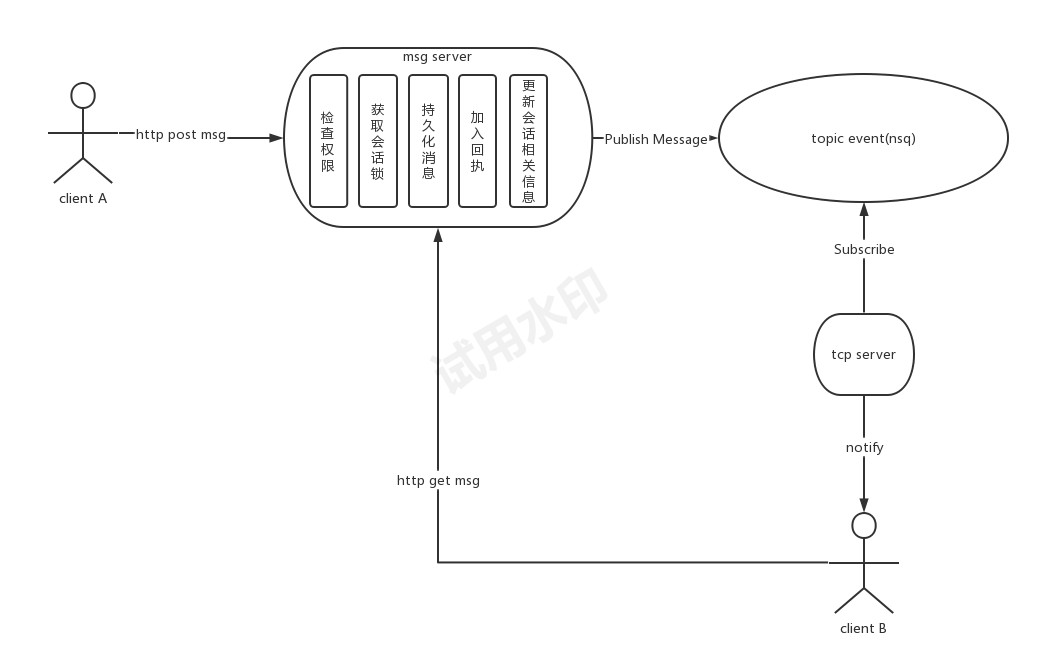 msg server
检查权限
获取会话锁
持久化消息
加入回执
更新会话相关信息
http post msg
client A
Publish Message
topic event(nsq)
Subscribe
tcp server
notify
http get msg
client B
试用水印